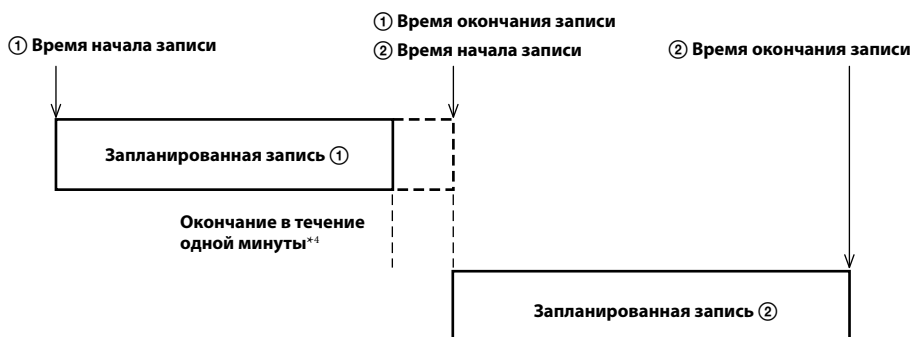 ① Время начала записи
① Время окончания записи
② Время начала записи
② Время окончания записи
Запланированная запись ①
Окончание в течение
одной минуты*4
Запланированная запись ②